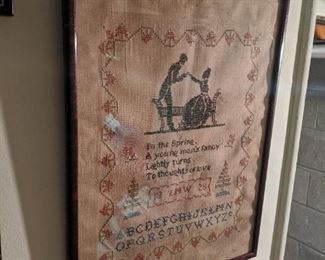 In the Spring
A young man's fancy
Lightly turns
To thoughts of love
ABCDEFGHIJKLMN
OPQRSTUVWXYZ